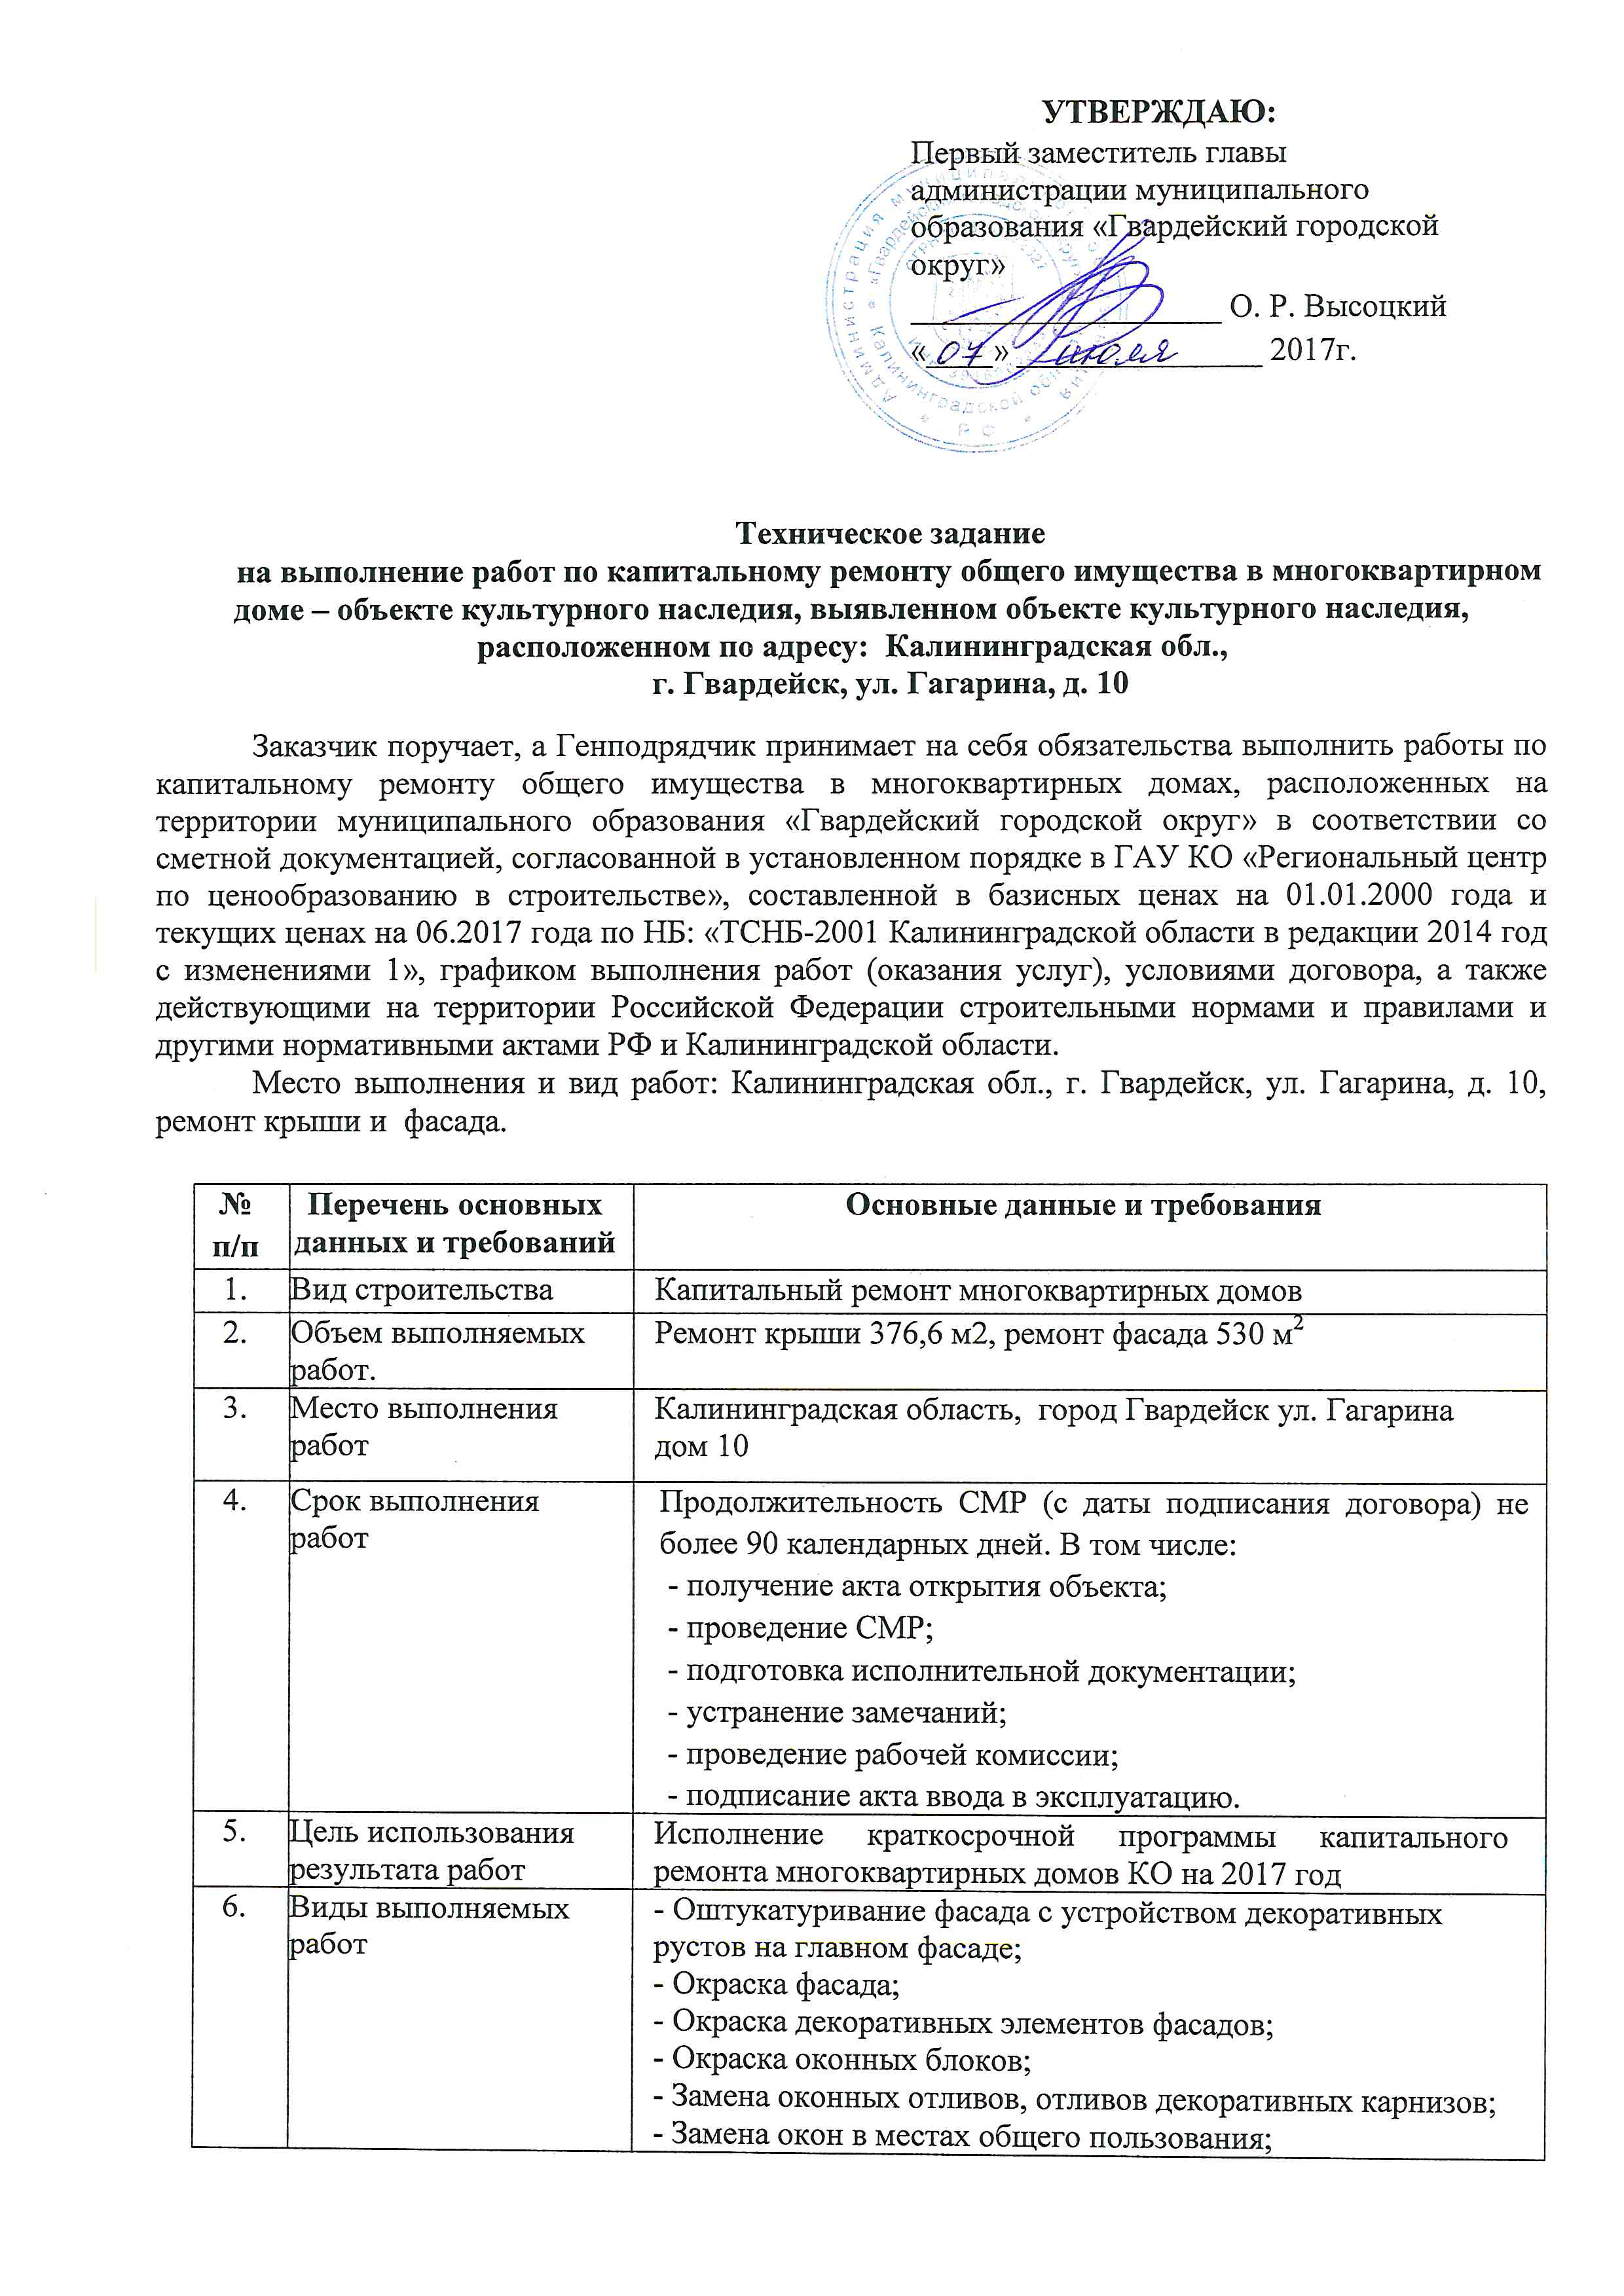 УТВЕРЖДАЮ:
Первый заместитель главы
администрации муниципального
образования «Гвардейский городской
округ»
О. Р. Высоцкий
«07» июля 2017г.
Техническое задание
на выполнение работ по капитальному ремонту общего имущества в многоквартирном
доме – объекте культурного наследия, выявленном объекте культурного наследия,
расположенном по адресу: Калининградская обл.,
г. Гвардейск, ул. Гагарина, д. 10
Заказчик поручает, а Генподрядчик принимает на себя обязательства выполнить работы по
капитальному ремонту общего имущества в многоквартирных домах, расположенных на
территории муниципального образования «Гвардейский городской округ» в соответствии со
сметной документацией, согласованной в установленном порядке в ГАУ КО «Региональный центр
по ценообразованию в строительстве», составленной в базисных ценах на 01.01.2000 года и
текущих ценах на 06.2017 года по НБ: «ТСНБ-2001 Калининградской области в редакции 2014 год
с изменениями 1», графиком выполнения работ (оказания услуг), условиями договора, а также
действующими на территории Российской Федерации строительными нормами и правилами и
другими нормативными актами РФ и Калининградской области.
Место выполнения и вид работ: Калининградская обл., г. Гвардейск, ул. Гагарина, д. 10,
ремонт крыши и фасада.
№ п/п
Перечень основных
данных и требований
Основные данные и требования
1.
Вид строительства
Капитальный ремонт многоквартирных домов
2.
Объем выполняемых
работ.
Ремонт крыши 376,6 м2, ремонт фасада 530 м²
3.
Место выполнения
работ
Калининградская область, город Гвардейск ул. Гагарина
дом 10
4.
Срок выполнения
работ
Продолжительность СМР (с даты подписания договора) не
более 90 календарных дней. В том числе:
- получение акта открытия объекта;
- проведение СМР;
- подготовка исполнительной документации;
- устранение замечаний;
- проведение рабочей комиссии;
- подписание акта ввода в эксплуатацию.
5.
Цель использования
результата работ
Исполнение краткосрочной программы капитального
ремонта многоквартирных домов КО на 2017 год
6.
Виды выполняемых
работ
- Оштукатуривание фасада с устройством декоративных
рустов на главном фасаде;
- Окраска фасада;
- Окраска декоративных элементов фасадов;
- Окраска оконных блоков;
- Замена оконных отливов, отливов декоративных карнизов;
- Замена окон в местах общего пользования;